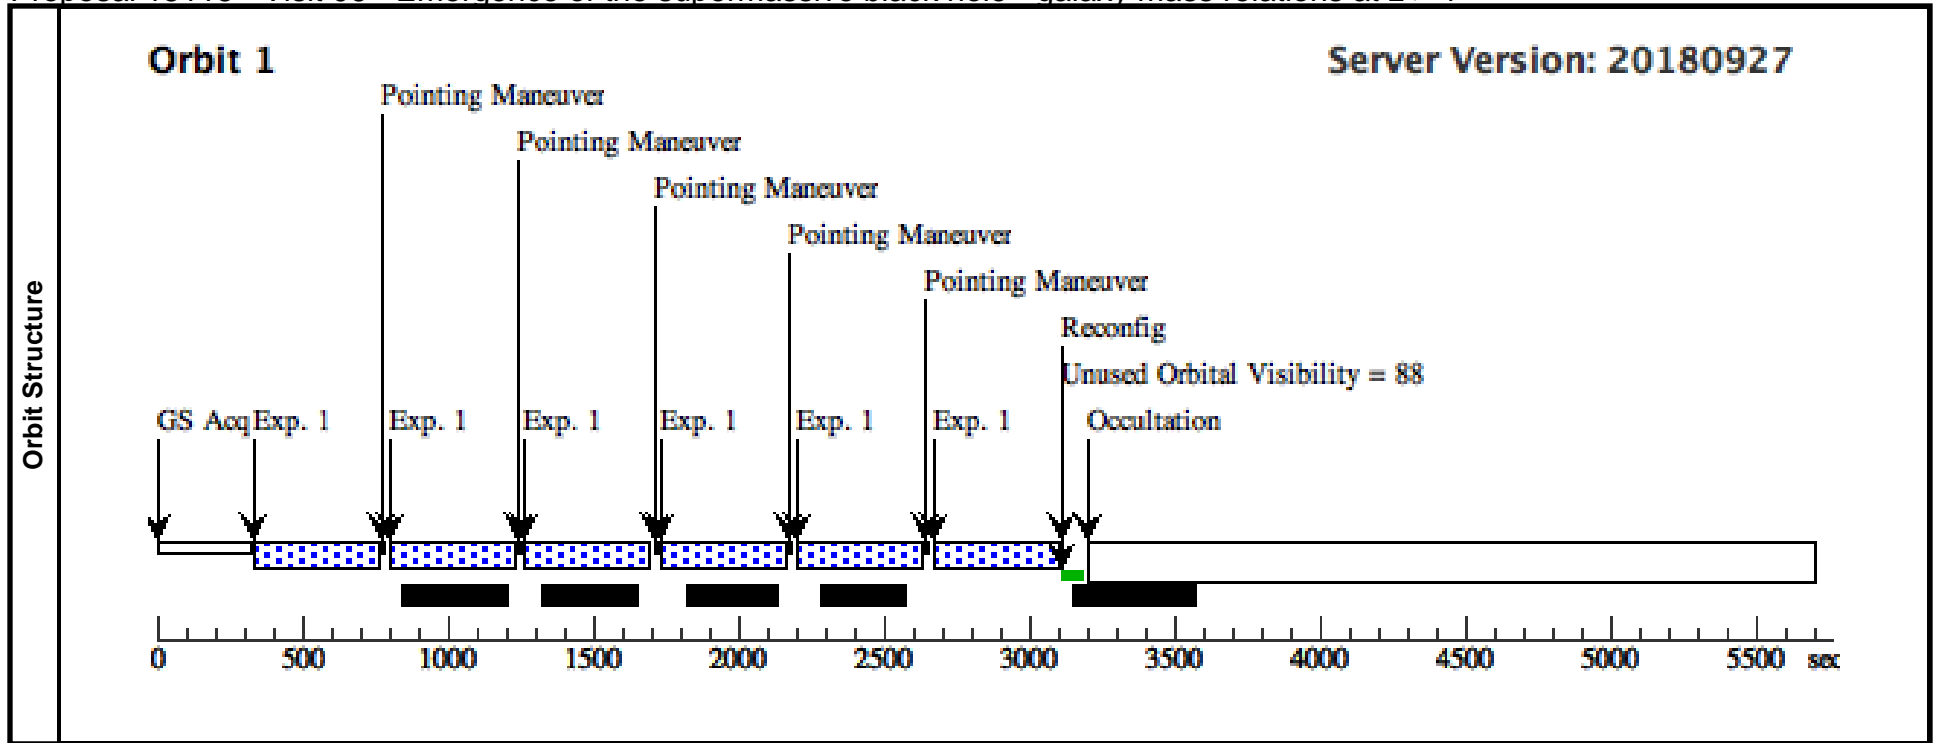 Orbit 1
Server Version: 20180927
Pointing Maneuver
Pointing Maneuver
Pointing Maneuver
Pointing Maneuver
Pointing Maneuver
Reconfig
Unused Orbital Visibility = 88
GS Acq Exp. 1 Exp. 1 Exp. 1 Exp. 1 Exp. 1 Exp. 1 Occultation
Orbit Structure
0 500 1000 1500 2000 2500 3000 3500 4000 4500 5000 5500 sec